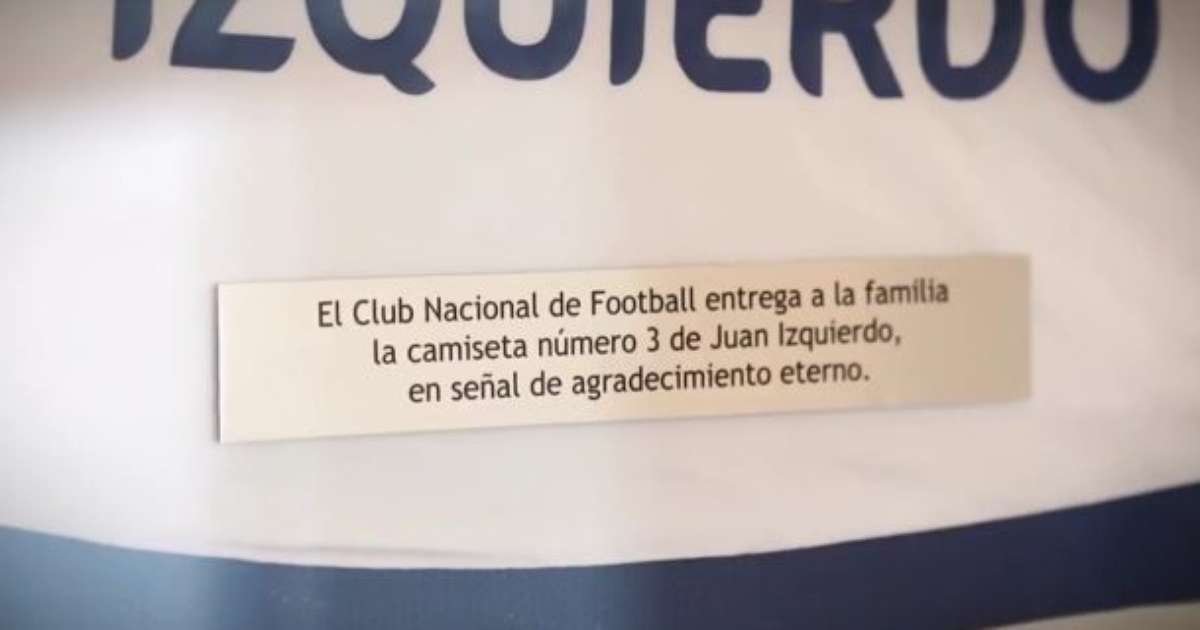 IZQUIERDO
El Club Nacional de Football entrega a la familia
la camiseta número 3 de Juan Izquierdo,
en señal de agradecimiento eterno.